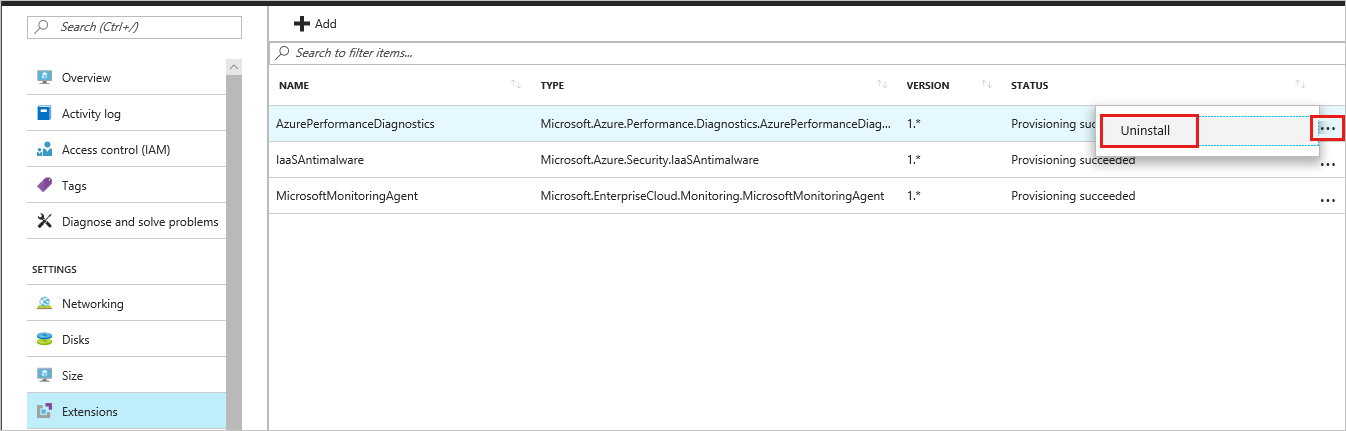 Search (Ctrl+/)
Overview
Activity log
Access control (IAM)
Tags
Diagnose and solve problems
SETTINGS
Networking
Disks
Size
Extensions
Add
Search to filter items...
NAME TYPE VERSION STATUS
AzurePerformanceDiagnostics Microsoft.Azure.Performance.Diagnostics.AzurePerformanceDiag... 1.* Provisioning suc
Uninstall
IaaSAntimalware Microsoft.Azure.Security.IaaSAntimalware 1.* Provisioning succeeded
MicrosoftMonitoringAgent Microsoft.EnterpriseCloud.Monitoring.MicrosoftMonitoringAgent 1.* Provisioning succeeded